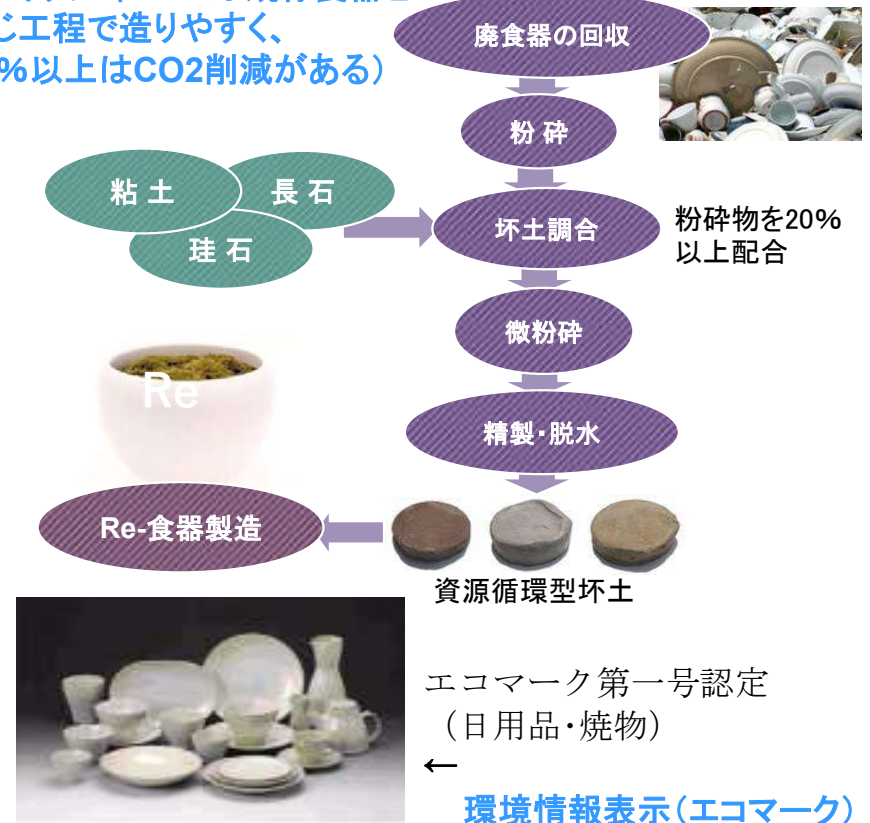 じ工程で造りやすく、
%以上はCO2削減がある）
廃食器の回収
粉 砕
粘 土
長 石
珪 石
坏土調合
粉砕物を20%
以上配合
微粉砕
Re
精製・脱水
Re-食器製造
資源循環型坏土
エコマーク第一号認定
（日用品・焼物）
←
環境情報表示（エコマーク）